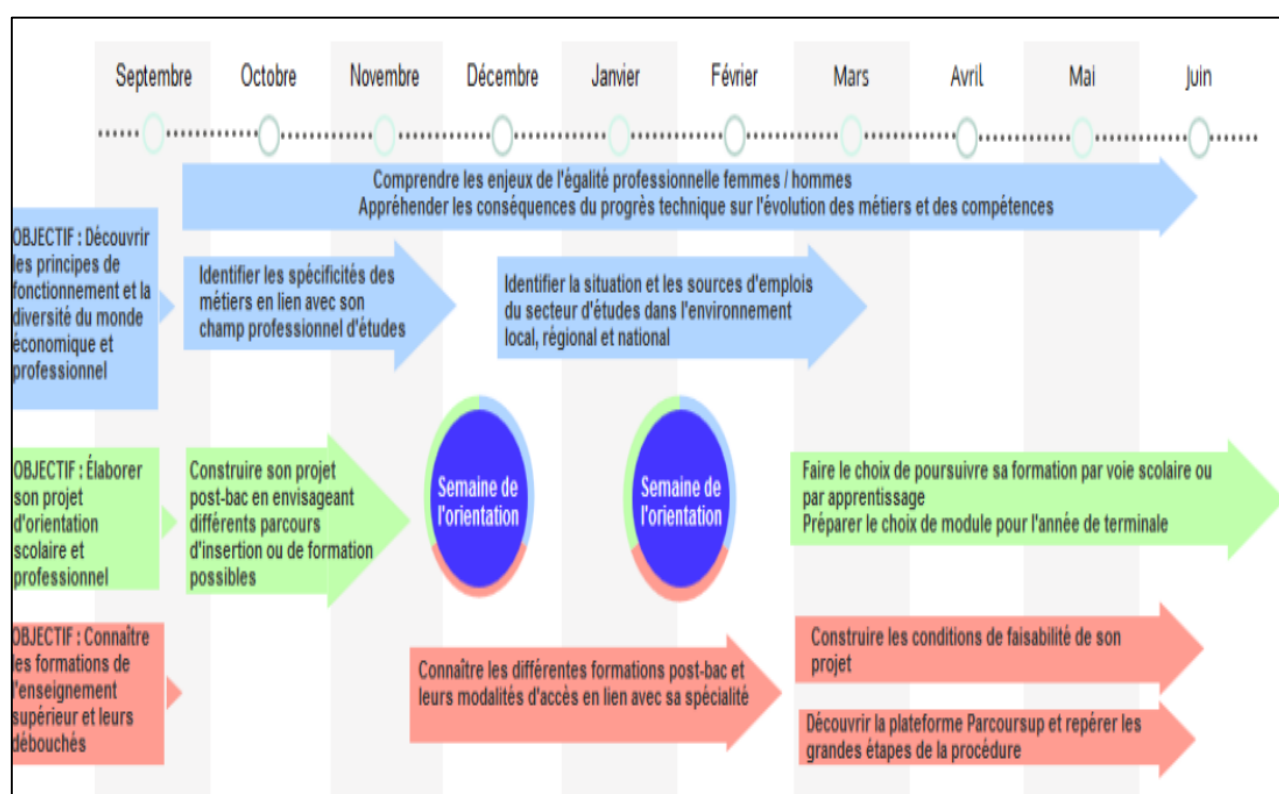 Septembre Octobre Novembre Décembre Janvier Février Mars Avril Mai Juin
Comprendre les enjeux de l'égalité professionnelle femmes / hommes
Appréhender les conséquences du progrès technique sur l'évolution des métiers et des compétences
OBJECTIF : Découvrir
les principes de
fonctionnement et la
diversité du monde
économique et
professionnel
Identifier les spécificités des
métiers en lien avec son
champ professionnel d'études
Identifier la situation et les sources d'emplois
du secteur d'études dans l'environnement
local, régional et national
OBJECTIF : Élaborer
son projet
d'orientation
scolaire et
professionnel
Construire son projet
post-bac en envisageant
différents parcours
d'insertion ou de formation
possibles
Semaine de
l'orientation
Semaine de
l'orientation
Faire le choix de poursuivre sa formation par voie scolaire ou
par apprentissage
Préparer le choix de module pour l'année de terminale
OBJECTIF : Connaître
les formations de
l'enseignement
supérieur et leurs
débouchés
Connaître les différentes formations post-bac et
leurs modalités d'accès en lien avec sa spécialité
Construire les conditions de faisabilité de son
projet
Découvrir la plateforme Parcoursup et repérer les
grandes étapes de la procédure